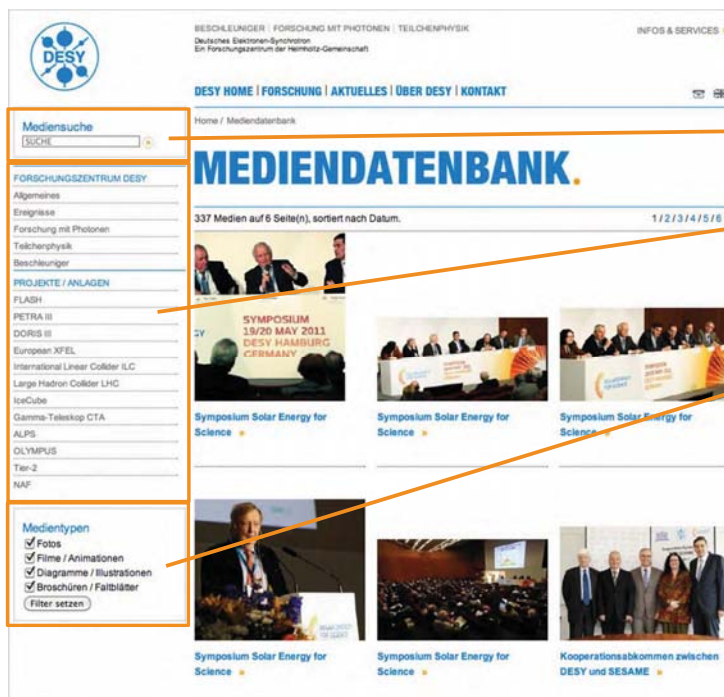 DESY
BESCHLEUNIGER | FORSCHUNG MIT PHOTONEN | TEILCHENPHYSIK
Deutsches Elektronen-Synchrotron
Ein Forschungszentrum der Helmholtz-Gemeinschaft
INFOS & SERVICES
DESY HOME | FORSCHUNG | AKTUELLES | ÜBER DESY | KONTAKT
Home / Mediendatenbank
Mediensuche
SUCHE
FORSCHUNGSZENTRUM DESY
Allgemeines
Ereignisse
Forschung mit Photonen
Teilchenphysik
Beschleuniger
PROJEKTE / ANLAGEN
FLASH
PETRA III
DORIS III
European XFEL
International Linear Collider ILC
Large Hadron Collider LHC
IceCube
Gamma-Teleskop CTA
ALPS
OLYMPUS
Tier-2
NAF
Medientypen
Fotos
Filme / Animationen
Diagramme / Illustrationen
Broschüren / Faltblätter
Filter setzen
MEDIENDATENBANK.
337 Medien auf 6 Seite(n), sortiert nach Datum.
1 / 2 / 3 / 4 / 5 / 6
SYMPOSIUM
19/20 MAY 2011
DESY HAMBURG
GERMANY
Symposium Solar Energy for
Science »
Symposium Solar Energy for
Science »
Symposium Solar Energy for
Science »
Symposium Solar Energy for
Science »
Symposium Solar Energy for
Science »
Kooperationsabkommen zwischen
DESY und SESAME »